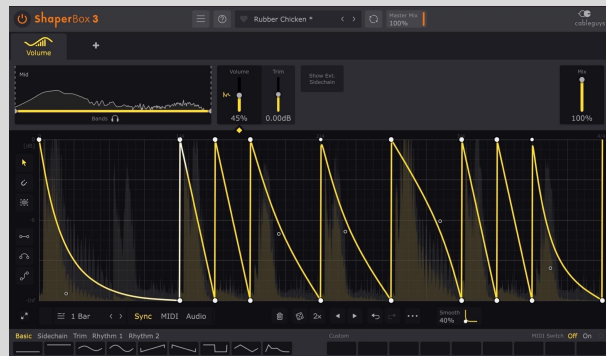 ShaperBox 3
Rubber Chicken *
Master Mix
100%
cableguys
Volume
+
Mid
Bands
Volume
45%
Trim
0.00dB
Show Ext.
Sidechain
Mix
100%
1 Bar
Sync
MIDI
Audio
2x
Smooth
40%
Basic Sidechain Trim Rhythm 1 Rhythm 2
Custom
MIDI Switch Off On